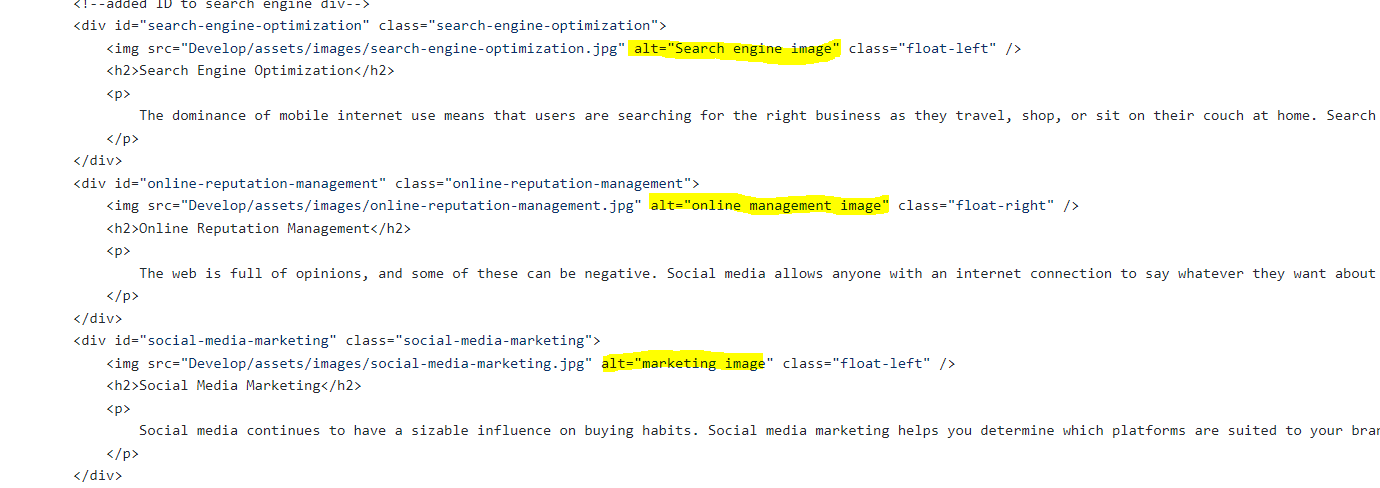 <!--added ID to search engine div-->
<div id="search-engine-optimization" class="search-engine-optimization">
<img src="Develop/assets/images/search-engine-optimization.jpg" alt="Search engine image" class="float-left" />
<h2>Search Engine Optimization</h2>
<p>
The dominance of mobile internet use means that users are searching for the right business as they travel, shop, or sit on their couch at home. Search
</p>
</div>
<div id="online-reputation-management" class="online-reputation-management">
<img src="Develop/assets/images/online-reputation-management.jpg" alt="online management image" class="float-right" />
<h2>Online Reputation Management</h2>
<p>
The web is full of opinions, and some of these can be negative. Social media allows anyone with an internet connection to say whatever they want about
</p>
</div>
<div id="social-media-marketing" class="social-media-marketing">
<img src="Develop/assets/images/social-media-marketing.jpg" alt="marketing image" class="float-left" />
<h2>Social Media Marketing</h2>
<p>
Social media continues to have a sizable influence on buying habits. Social media marketing helps you determine which platforms are suited to your bran
</p>
</div>